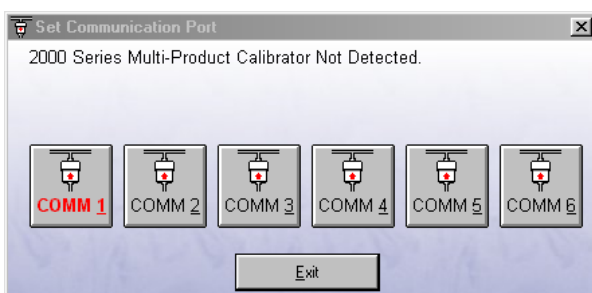 Set Communication Port
2000 Series Multi-Product Calibrator Not Detected.
COMM 1 COMM 2 COMM 3 COMM 4 COMM 5 COMM 6
Exit